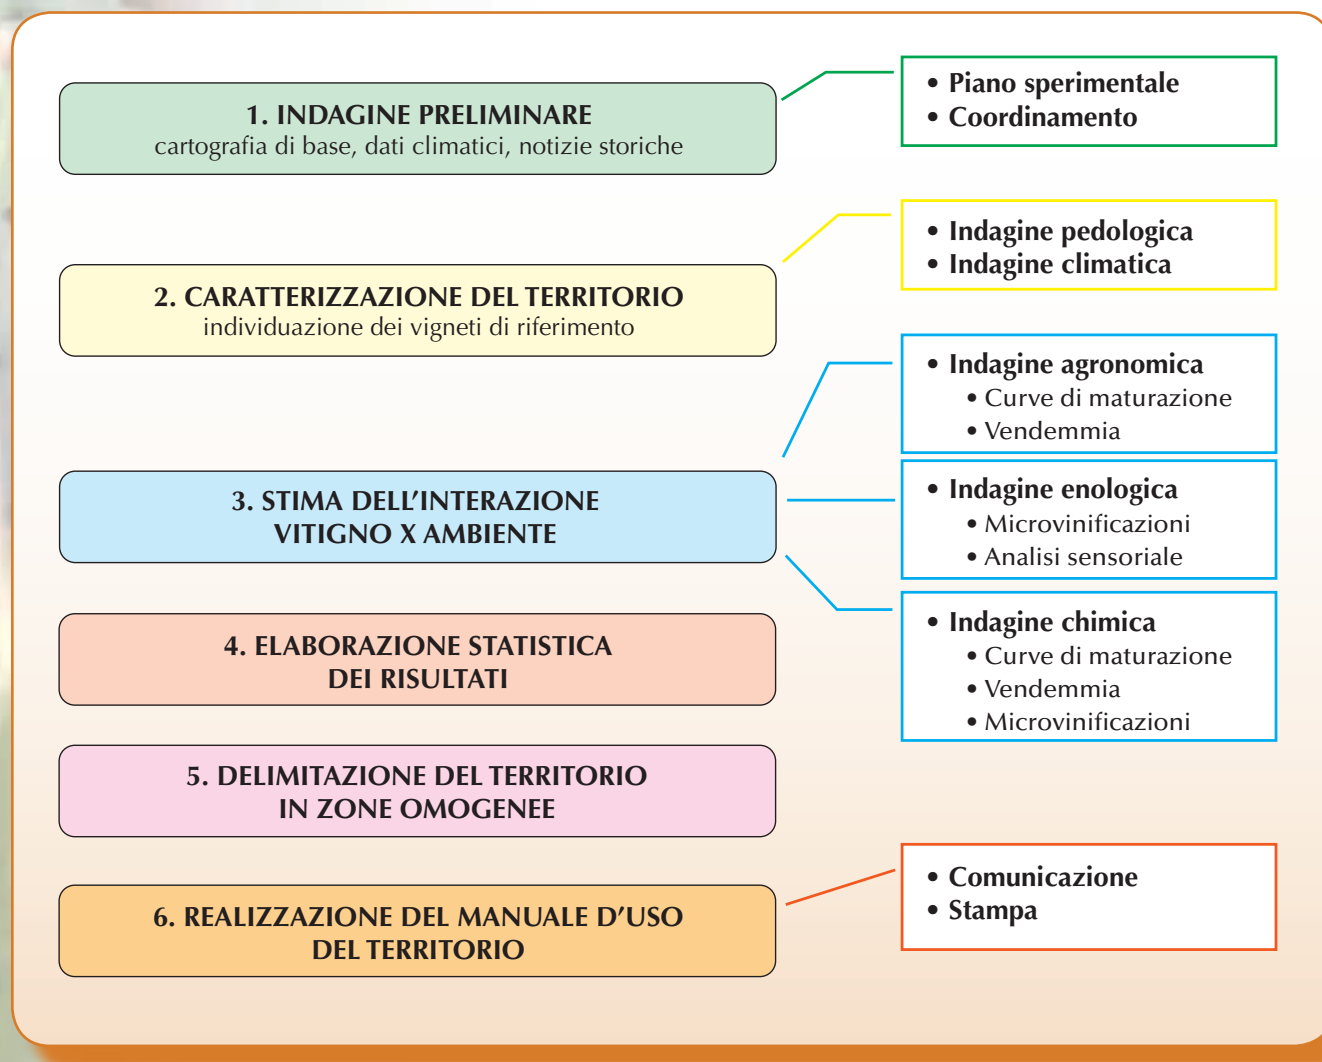 1. INDAGINE PRELIMINARE
cartografia di base, dati climatici, notizie storiche
• Piano sperimentale
• Coordinamento
2. CARATTERIZZAZIONE DEL TERRITORIO
individuazione dei vigneti di riferimento
• Indagine pedologica
• Indagine climatica
3. STIMA DELL’INTERAZIONE
VITIGNO X AMBIENTE
• Indagine agronomica
• Curve di maturazione
• Vendemmia
• Indagine enologica
• Microvinificazioni
• Analisi sensoriale
• Indagine chimica
• Curve di maturazione
• Vendemmia
• Microvinificazioni
4. ELABORAZIONE STATISTICA
DEI RISULTATI
5. DELIMITAZIONE DEL TERRITORIO
IN ZONE OMOGENEE
6. REALIZZAZIONE DEL MANUALE D’USO
DEL TERRITORIO
• Comunicazione
• Stampa